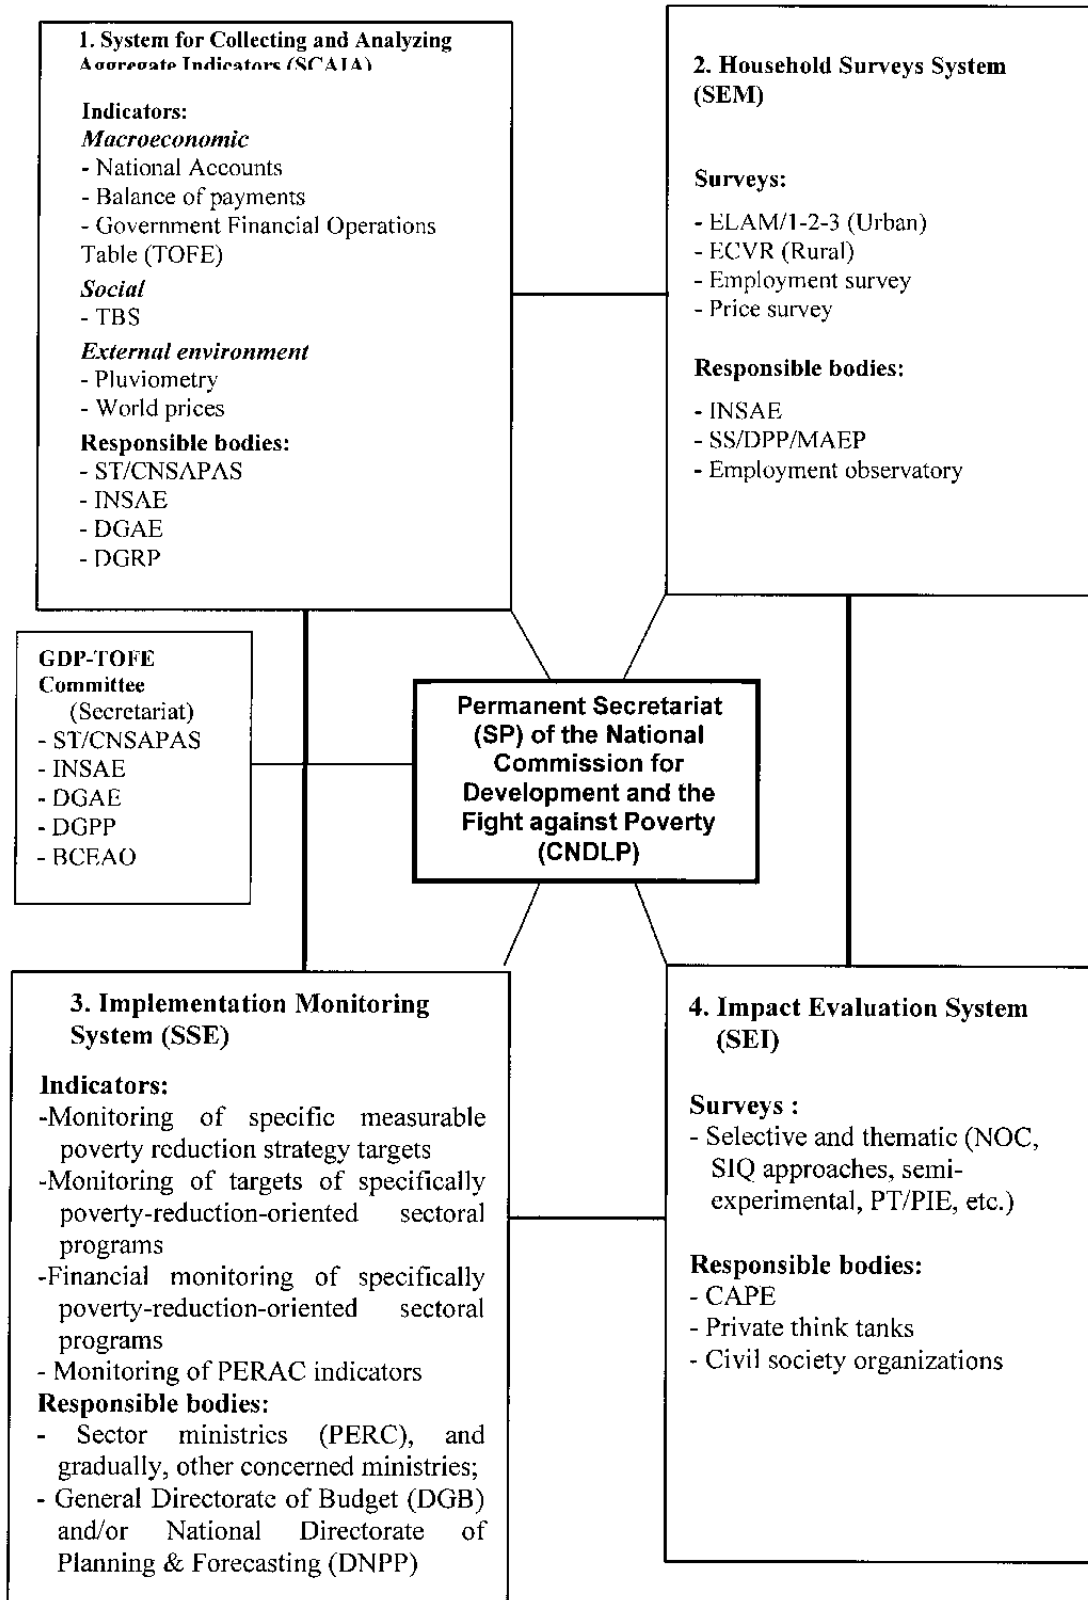 1. System for Collecting and Analyzing
Aggregate Indicators (SCAIA)
Indicators:
Macroeconomic
- National Accounts
- Balance of payments
- Government Financial Operations
Table (TOFE)
Social
- TBS
External environment
- Pluviometry
- World prices
Responsible bodies:
- ST/CNSAPAS
- INSAE
- DGAE
- DGRP
2. Household Surveys System
(SEM)
Surveys:
- ELAM/1-2-3 (Urban)
- ECVR (Rural)
- Employment survey
- Price survey
Responsible bodies:
- INSAE
- SS/DPP/MAEP
- Employment observatory
GDP-TOFE
Committee
(Secretariat)
- ST/CNSAPAS
- INSAE
- DGAE
- DGPP
- BCEAO
Permanent Secretariat
(SP) of the National
Commission for
Development and the
Fight against Poverty
(CNDLP)
3. Implementation Monitoring
System (SSE)
Indicators:
-Monitoring of specific measurable
poverty reduction strategy targets
-Monitoring of targets of specifically
poverty-reduction-oriented sectoral
programs
-Financial monitoring of specifically
poverty-reduction-oriented sectoral
programs
- Monitoring of PERAC indicators
Responsible bodies:
- Sector ministries (PERC), and
gradually, other concerned ministries;
- General Directorate of Budget (DGB)
and/or National Directorate of
Planning & Forecasting (DNPP)
4. Impact Evaluation System
(SEI)
Surveys :
- Selective and thematic (NOC,
SIQ approaches, semi-
experimental, PT/PIE, etc.)
Responsible bodies:
- CAPE
- Private think tanks
- Civil society organizations